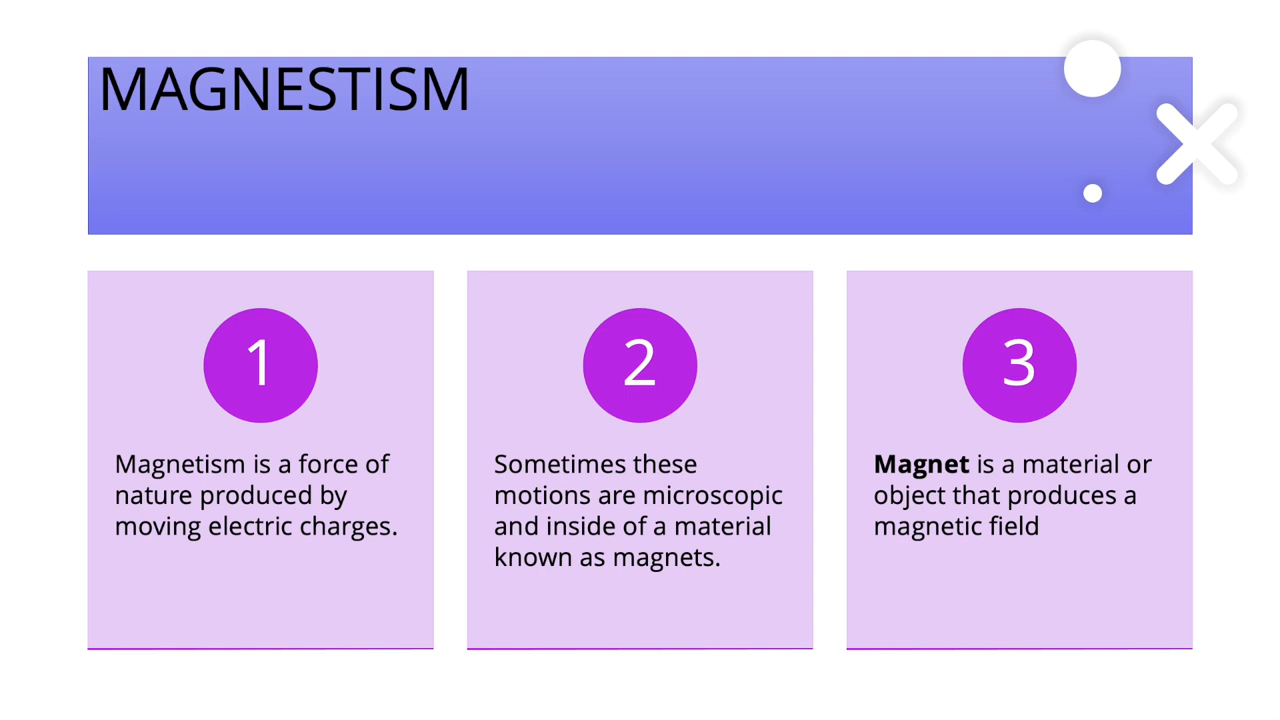 MAGNESTISM
1
Magnetism is a force of
nature produced by
moving electric charges.
2
Sometimes these
motions are microscopic
and inside of a material
known as magnets.
3
Magnet is a material or
object that produces a
magnetic field